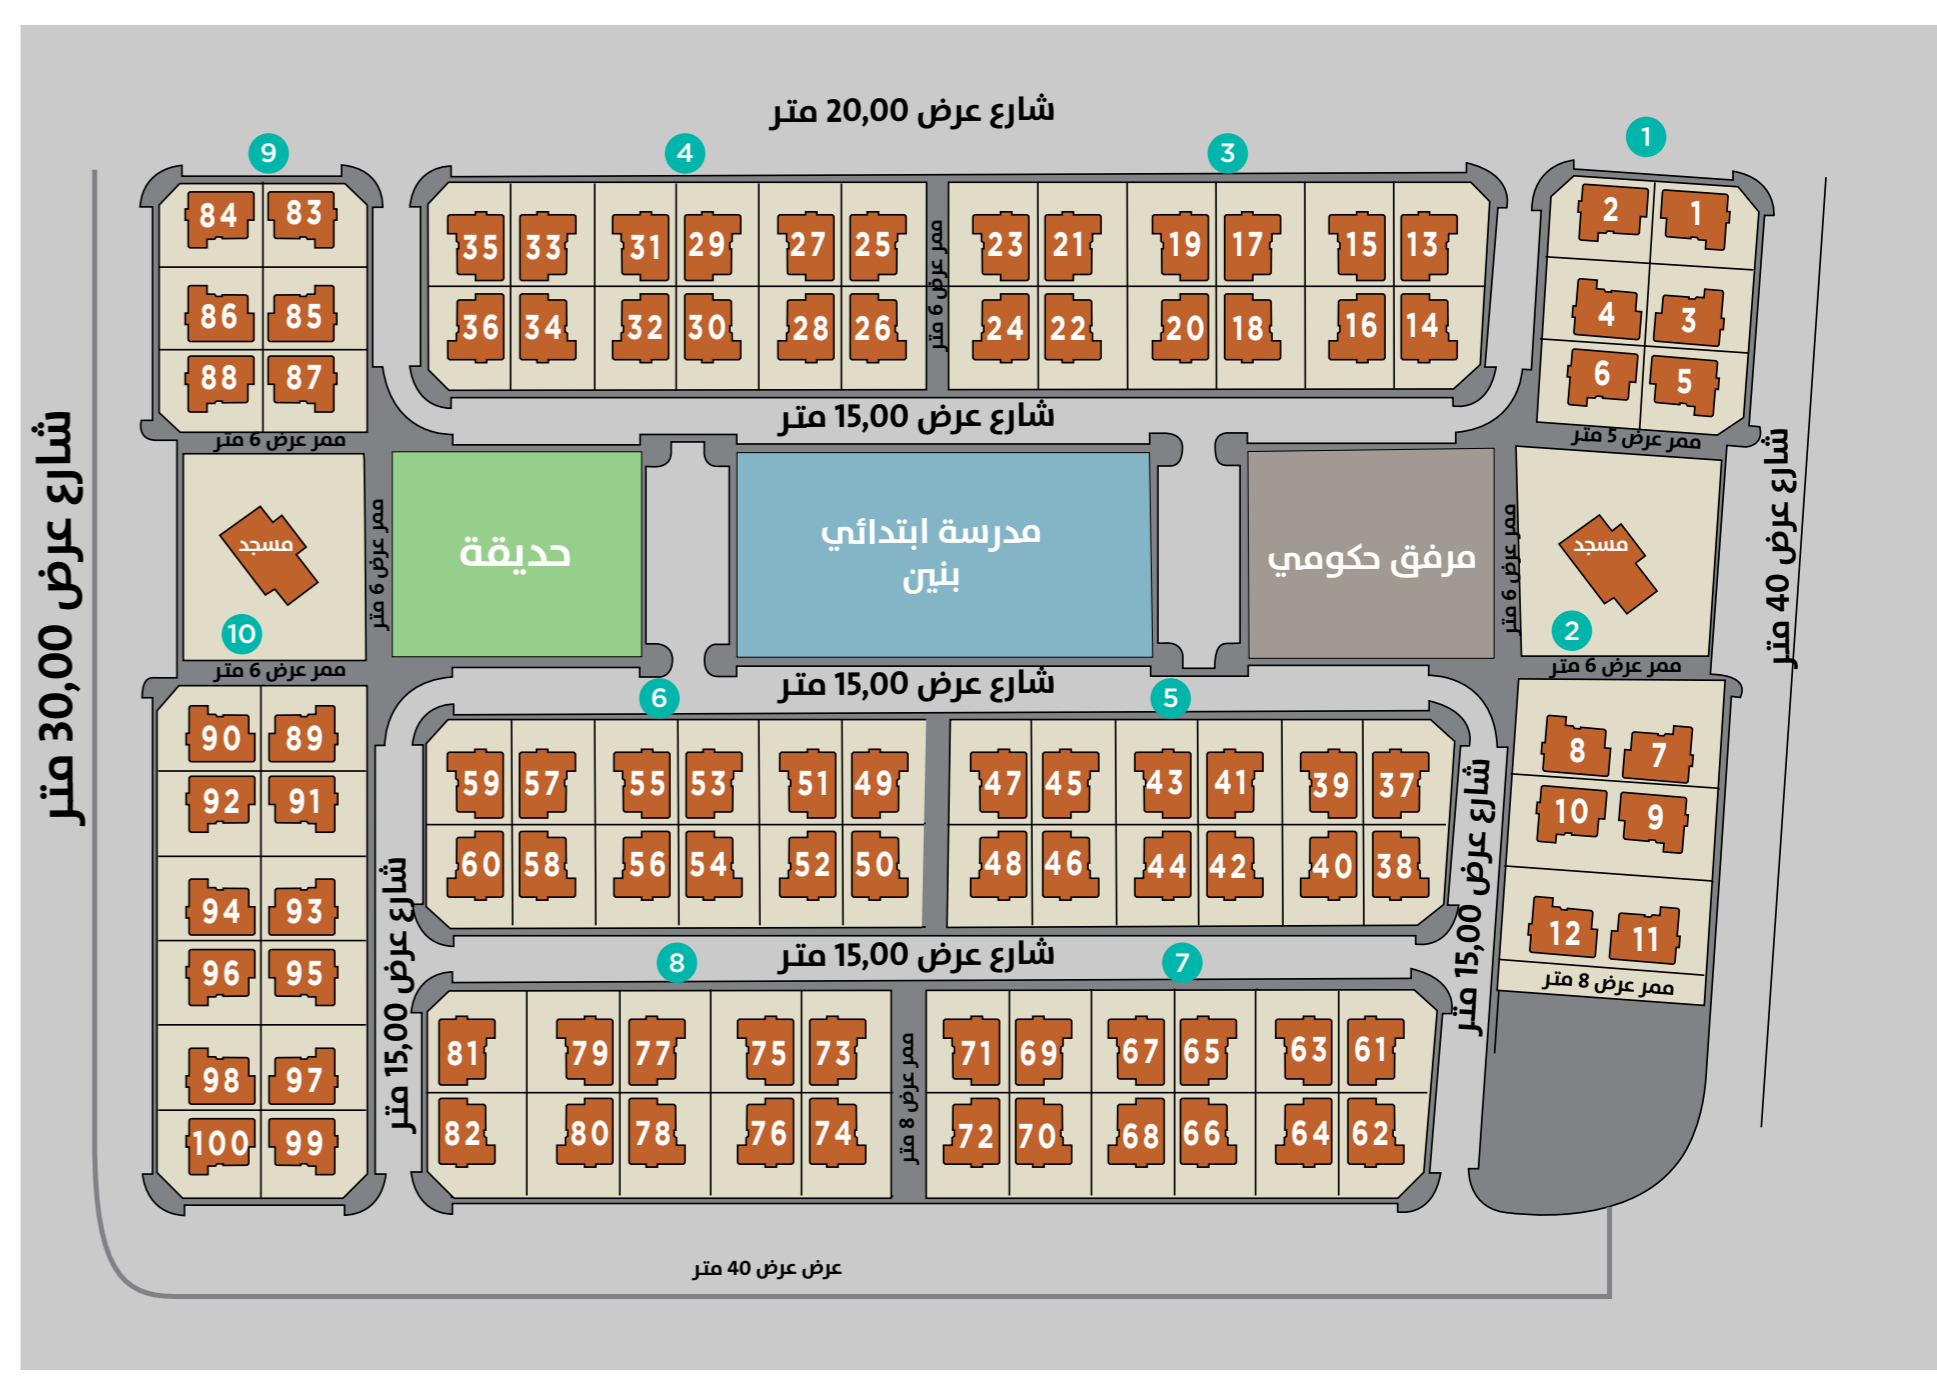 شارع عرض 20,00 متر
9
4
3
1
84 83
35 33 31 29 27 25
23 21 19 17 15 13
2 1
86 85
36 34 32 30 28 26
24 22 20 18 16 14
4 3
88 87
6 5
ممر عرض 6 متر
شارع عرض 15,00 متر
ممر عرض 6 متر
ممر عرض 5 متر
شارع عرض 30,00 متر
شارع عرض 40 متر
مسجد
10
ممر عرض 6 متر
حديقة
مدرسة ابتدائي
بنين
مرفق حكومي
ممر عرض 6 متر
مسجد
2
ممر عرض 6 متر
شارع عرض 15,00 متر
ممر عرض 6 متر
6
5
90 89
59 57 55 53 51 49
47 45 43 41 39 37
8 7
92 91
60 58 56 54 52 50
48 46 44 42 40 38
10 9
94 93
12 11
شارع عرض 15,00 متر
شارع عرض 15,00 متر
شارع عرض 15,00 متر
8
7
ممر عرض 8 متر
96 95
81 79 77 75 73
71 69 67 65 63 61
98 97
82 80 78 76 74
ممر عرض 8 متر
72 70 68 66 64 62
100 99
عرض عرض 40 متر